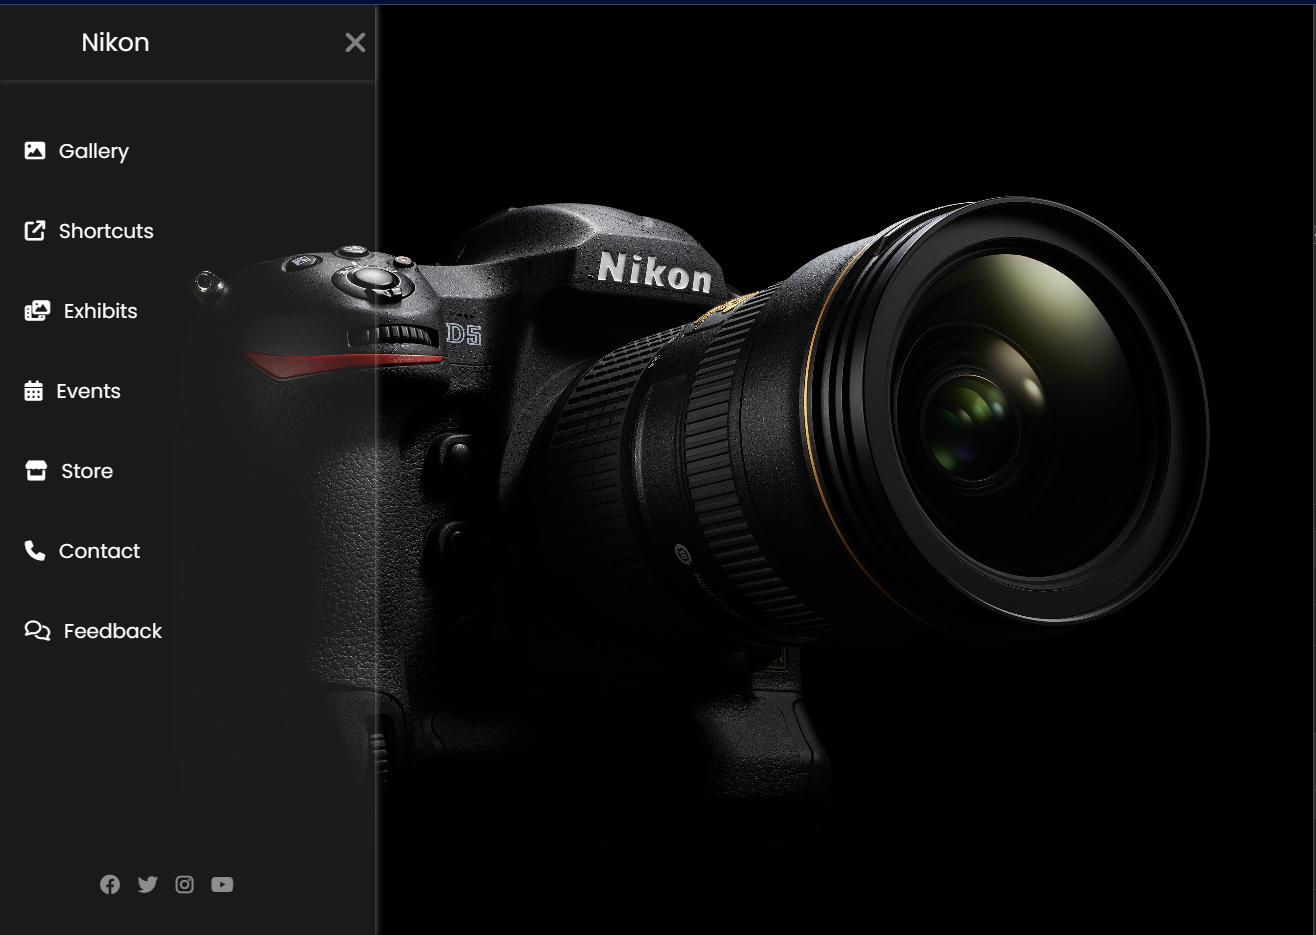 Nikon
Gallery
Shortcuts
Exhibits
Events
Store
Contact
Feedback
Nikon
D5